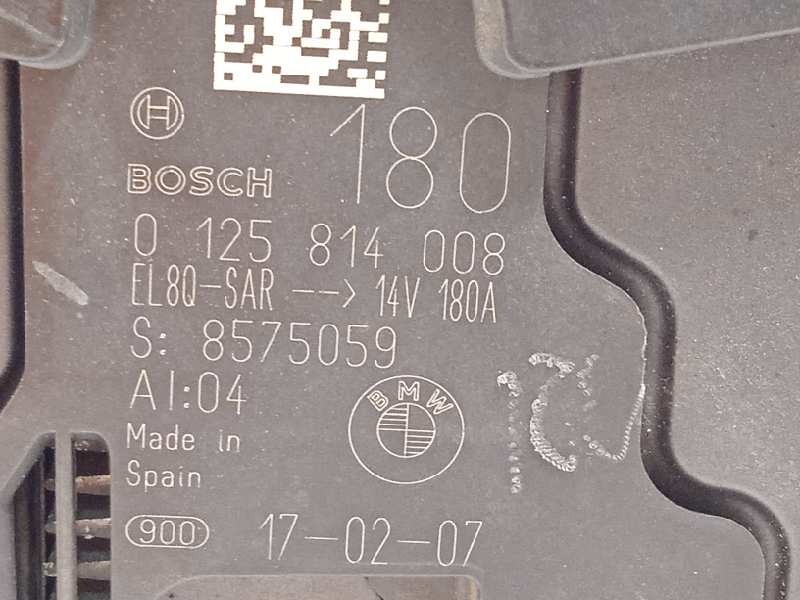 180
BOSCH
0 125 814 008
EL8Q-SAR --> 14V 180A
S: 8575059
AI:04
BMW
Made in
Spain
900
17-02-07